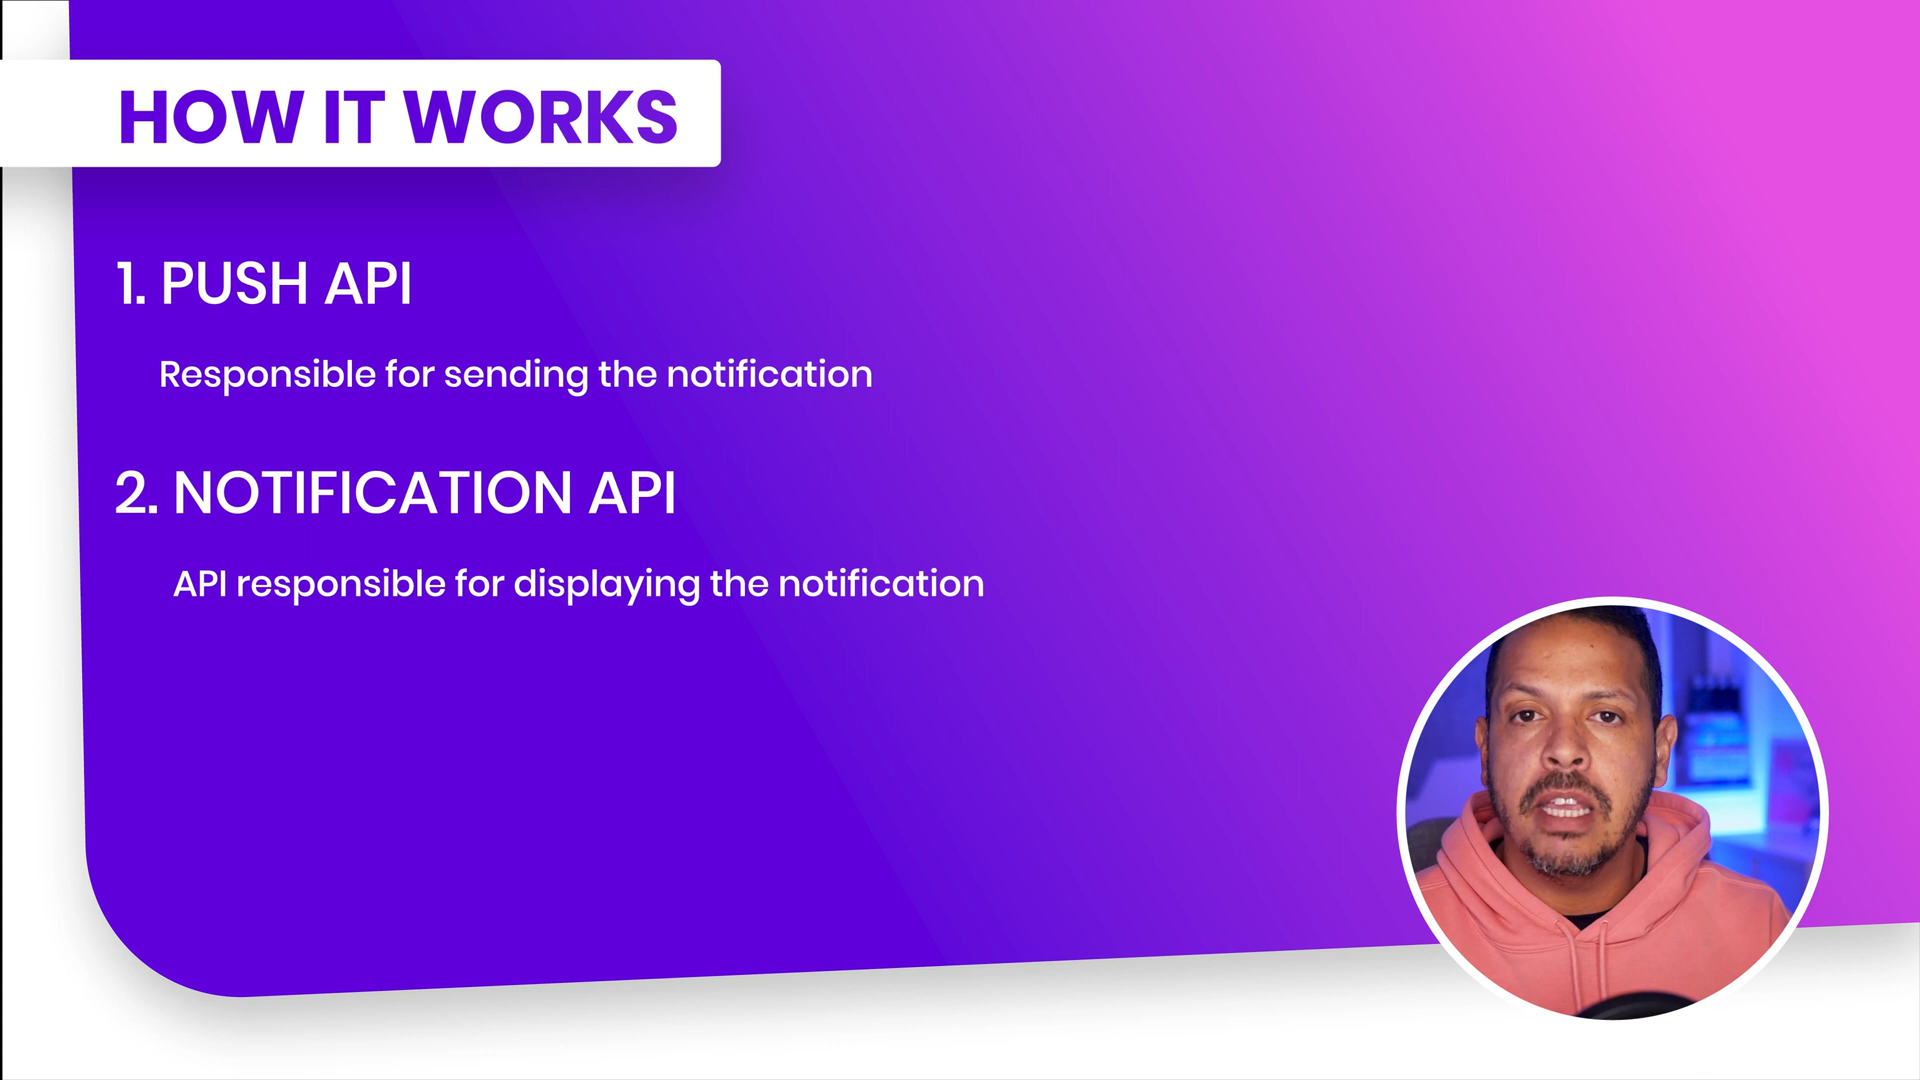 HOW IT WORKS
1. PUSH API
Responsible for sending the notification
2. NOTIFICATION API
API responsible for displaying the notification